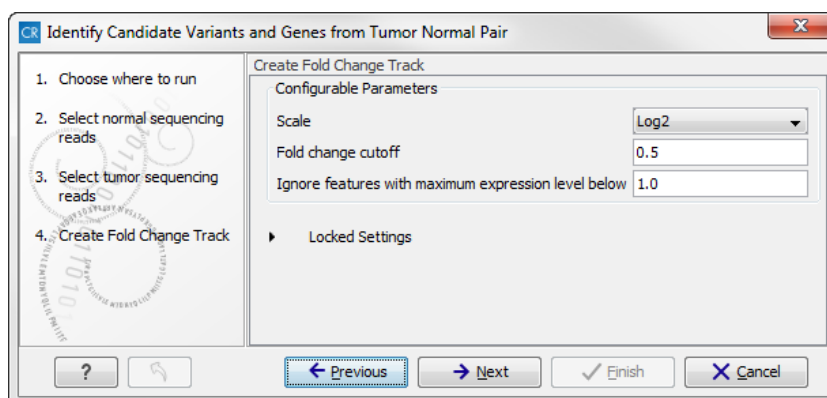 CR Identify Candidate Variants and Genes from Tumor Normal Pair
1. Choose where to run
2. Select normal sequencing
reads
3. Select tumor sequencing
reads
4. Create Fold Change Track
Create Fold Change Track
Configurable Parameters
Scale Log2
Fold change cutoff 0.5
Ignore features with maximum expression level below 1.0
Locked Settings
? Previous Next Finish Cancel